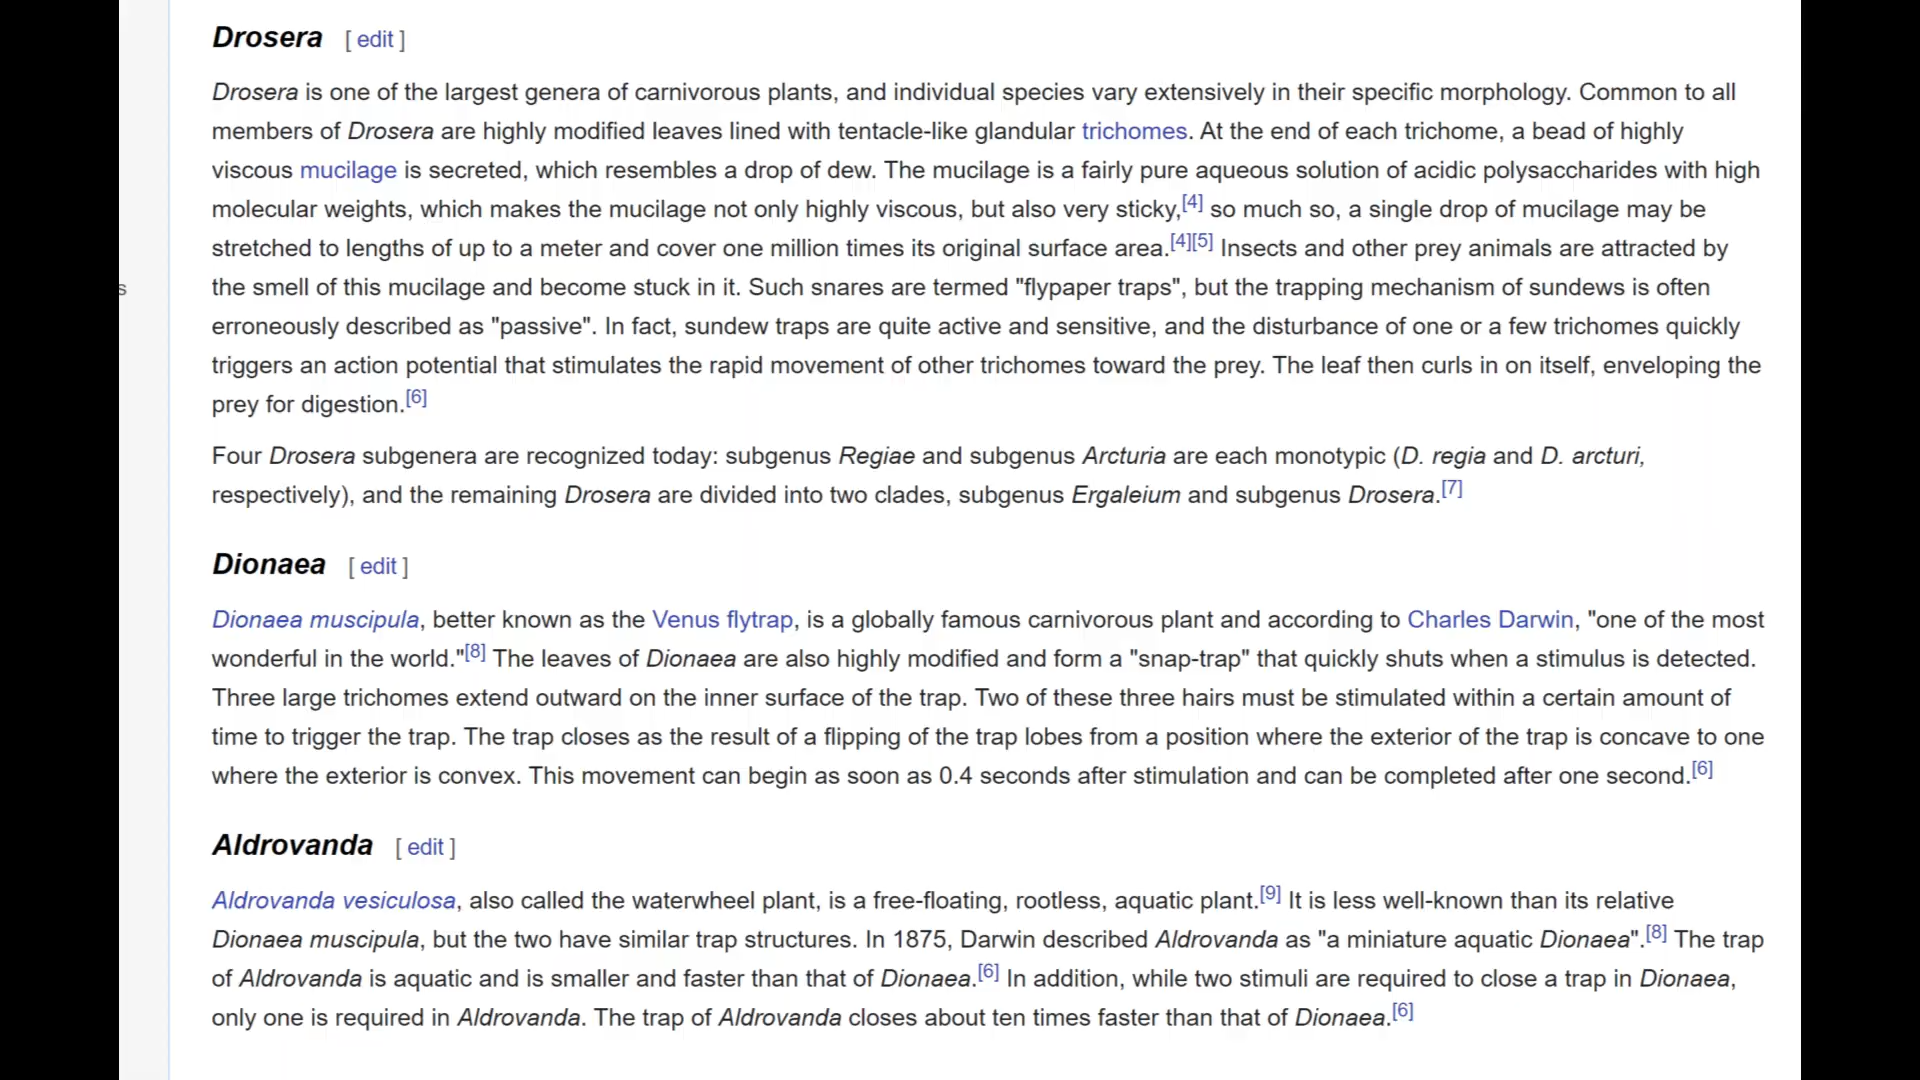 Drosera [ edit ]
Drosera is one of the largest genera of carnivorous plants, and individual species vary extensively in their specific morphology. Common to all
members of Drosera are highly modified leaves lined with tentacle-like glandular trichomes. At the end of each trichome, a bead of highly
viscous mucilage is secreted, which resembles a drop of dew. The mucilage is a fairly pure aqueous solution of acidic polysaccharides with high
molecular weights, which makes the mucilage not only highly viscous, but also very sticky,[4] so much so, a single drop of mucilage may be
stretched to lengths of up to a meter and cover one million times its original surface area.[4][5] Insects and other prey animals are attracted by
s
the smell of this mucilage and become stuck in it. Such snares are termed "flypaper traps", but the trapping mechanism of sundews is often
erroneously described as "passive". In fact, sundew traps are quite active and sensitive, and the disturbance of one or a few trichomes quickly
triggers an action potential that stimulates the rapid movement of other trichomes toward the prey. The leaf then curls in on itself, enveloping the
prey for digestion.[6]
Four Drosera subgenera are recognized today: subgenus Regiae and subgenus Arcturia are each monotypic (D. regia and D. arcturi,
respectively), and the remaining Drosera are divided into two clades, subgenus Ergaleium and subgenus Drosera.[7]
Dionaea [ edit ]
Dionaea muscipula, better known as the Venus flytrap, is a globally famous carnivorous plant and according to Charles Darwin, "one of the most
wonderful in the world."[8] The leaves of Dionaea are also highly modified and form a "snap-trap" that quickly shuts when a stimulus is detected.
Three large trichomes extend outward on the inner surface of the trap. Two of these three hairs must be stimulated within a certain amount of
time to trigger the trap. The trap closes as the result of a flipping of the trap lobes from a position where the exterior of the trap is concave to one
where the exterior is convex. This movement can begin as soon as 0.4 seconds after stimulation and can be completed after one second.[6]
Aldrovanda [ edit ]
Aldrovanda vesiculosa, also called the waterwheel plant, is a free-floating, rootless, aquatic plant.[9] It is less well-known than its relative
Dionaea muscipula, but the two have similar trap structures. In 1875, Darwin described Aldrovanda as "a miniature aquatic Dionaea".[8] The trap
of Aldrovanda is aquatic and is smaller and faster than that of Dionaea.[6] In addition, while two stimuli are required to close a trap in Dionaea,
only one is required in Aldrovanda. The trap of Aldrovanda closes about ten times faster than that of Dionaea.[6]